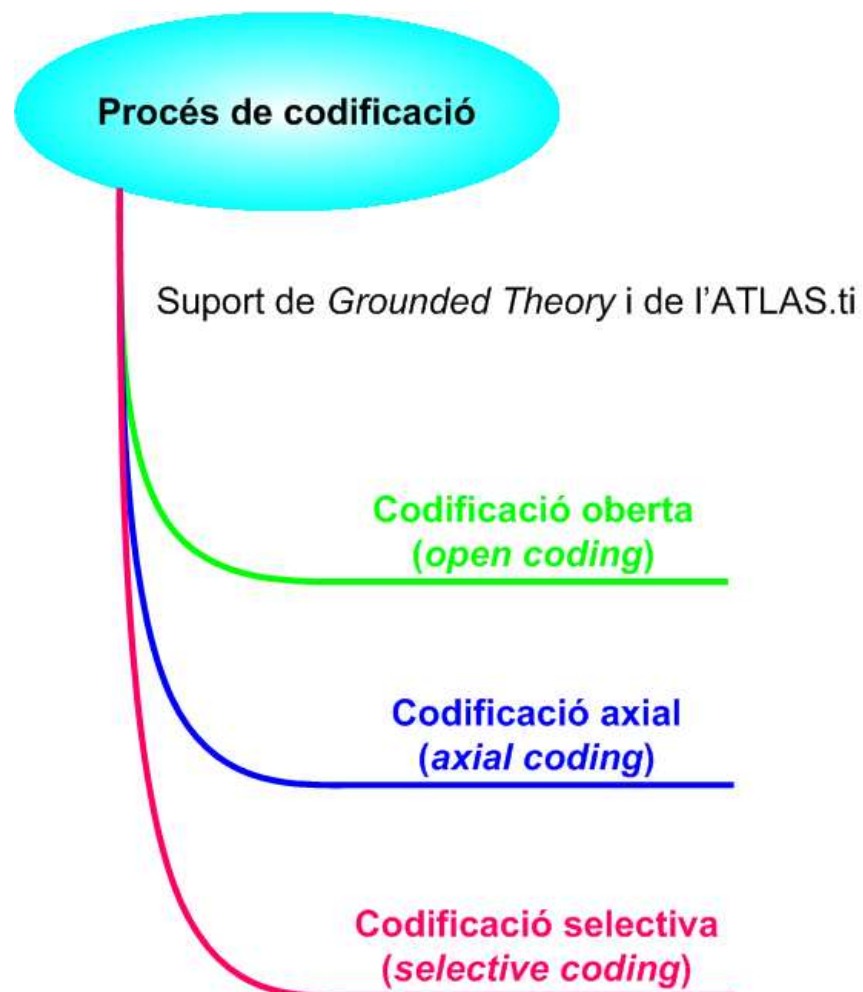 Procés de codificació
Suport de Grounded Theory i de l’ATLAS.ti
Codificació oberta
(open coding)
Codificació axial
(axial coding)
Codificació selectiva
(selective coding)